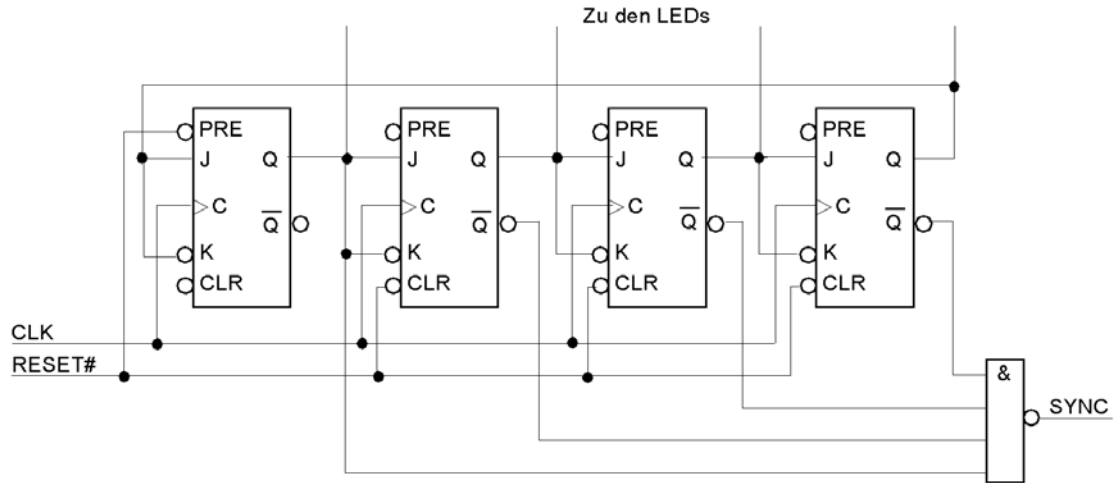 Zu den LEDs
PRE PRE PRE PRE
J Q J Q J Q J Q
C C C C
Q Q Q Q
K K K K
CLR CLR CLR CLR
CLK
RESET#
&
SYNC